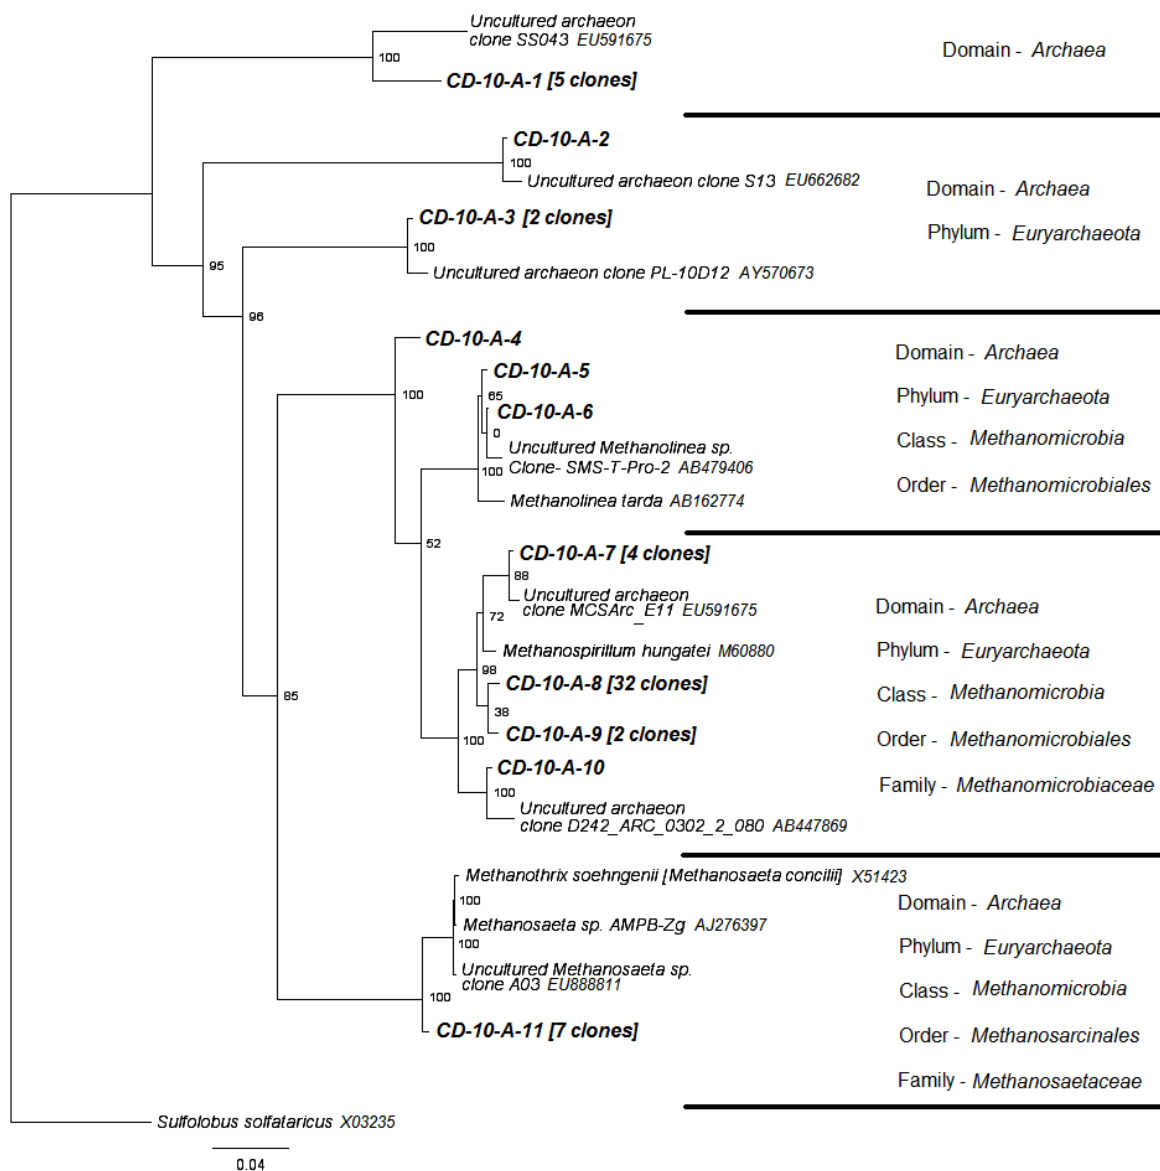 Uncultured archaeon
clone SS043 EU591675
100
CD-10-A-1 [5 clones]
Domain - Archaea
CD-10-A-2
100
Uncultured archaeon clone S13 EU662682
Domain - Archaea
CD-10-A-3 [2 clones]
Phylum - Euryarchaeota
100
95
Uncultured archaeon clone PL-10D12 AY570673
96
CD-10-A-4
Domain - Archaea
CD-10-A-5
100
65
Phylum - Euryarchaeota
CD-10-A-6
0
Class - Methanomicrobia
Uncultured Methanolinea sp.
Clone- SMS-T-Pro-2 AB479406
100
Order - Methanomicrobiales
Methanolinea tarda AB162774
52
CD-10-A-7 [4 clones]
88
Uncultured archaeon
clone MCSArc_E11 EU591675
Domain - Archaea
72
Methanospirillum hungatei M60880
Phylum - Euryarchaeota
98
CD-10-A-8 [32 clones]
Class - Methanomicrobia
85
38
CD-10-A-9 [2 clones]
100
Order - Methanomicrobiales
CD-10-A-10
Family - Methanomicrobiaceae
100
Uncultured archaeon
clone D242_ARC_0302_2_080 AB447869
Methanothrix soehngenii [Methanosaeta concilii] X51423
100
Domain - Archaea
Methanosaeta sp. AMPB-Zg AJ276397
100
Phylum - Euryarchaeota
Uncultured Methanosaeta sp.
clone A03 EU888811
100
Class - Methanomicrobia
CD-10-A-11 [7 clones]
Order - Methanosarcinales
Family - Methanosaetaceae
Sulfolobus solfataricus X03235
0.04